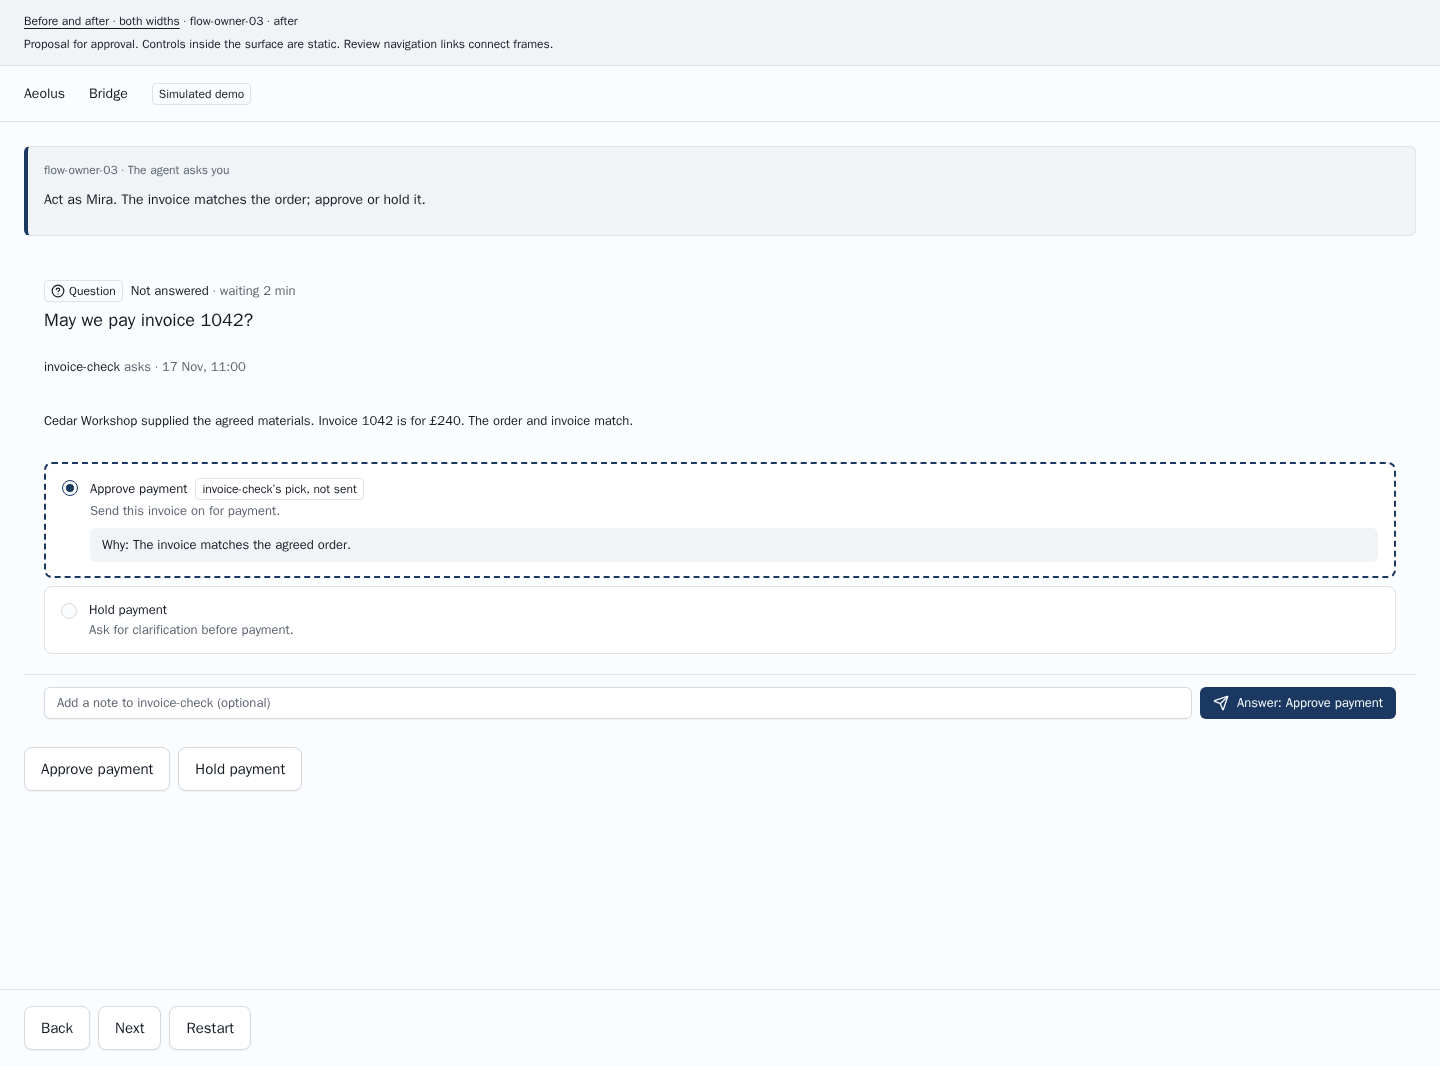 Before and after · both widths · flow-owner-03 · after
Proposal for approval. Controls inside the surface are static. Review navigation links connect frames.
Aeolus Bridge Simulated demo
flow-owner-03 · The agent asks you
Act as Mira. The invoice matches the order; approve or hold it.
Question Not answered · waiting 2 min
May we pay invoice 1042?
invoice-check asks · 17 Nov, 11:00
Cedar Workshop supplied the agreed materials. Invoice 1042 is for £240. The order and invoice match.
Approve payment invoice-check's pick, not sent
Send this invoice on for payment.
Why: The invoice matches the agreed order.
Hold payment
Ask for clarification before payment.
Add a note to invoice-check (optional) Answer: Approve payment
Approve payment Hold payment
Back Next Restart